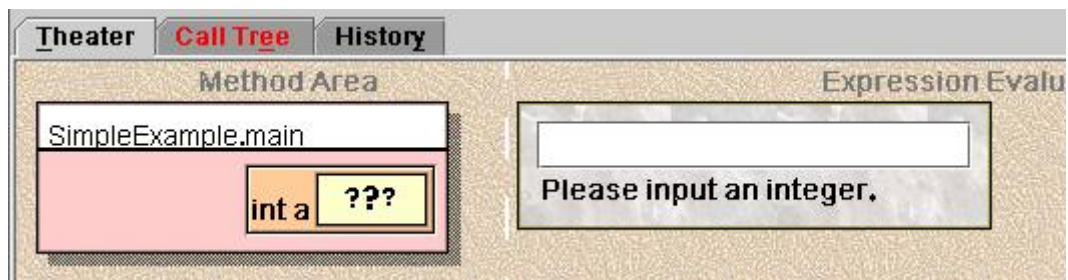 Theater Call Tree History
Method Area
Expression Evalu
SimpleExample.main
int a ???
Please input an integer.